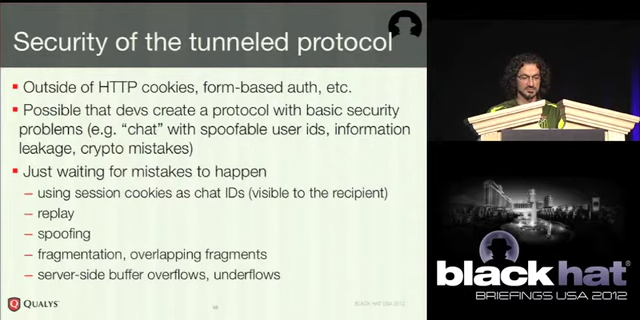 Security of the tunneled protocol
Outside of HTTP cookies, form-based auth, etc.
Possible that devs create a protocol with basic security
problems (e.g. “chat” with spoofable user ids, information
leakage, crypto mistakes)
Just waiting for mistakes to happen
– using session cookies as chat IDs (visible to the recipient)
– replay
– spoofing
– fragmentation, overlapping fragments
– server-side buffer overflows, underflows
QUALYS
BLACK HAT 2012
black hat®
BRIEFINGS USA 2012